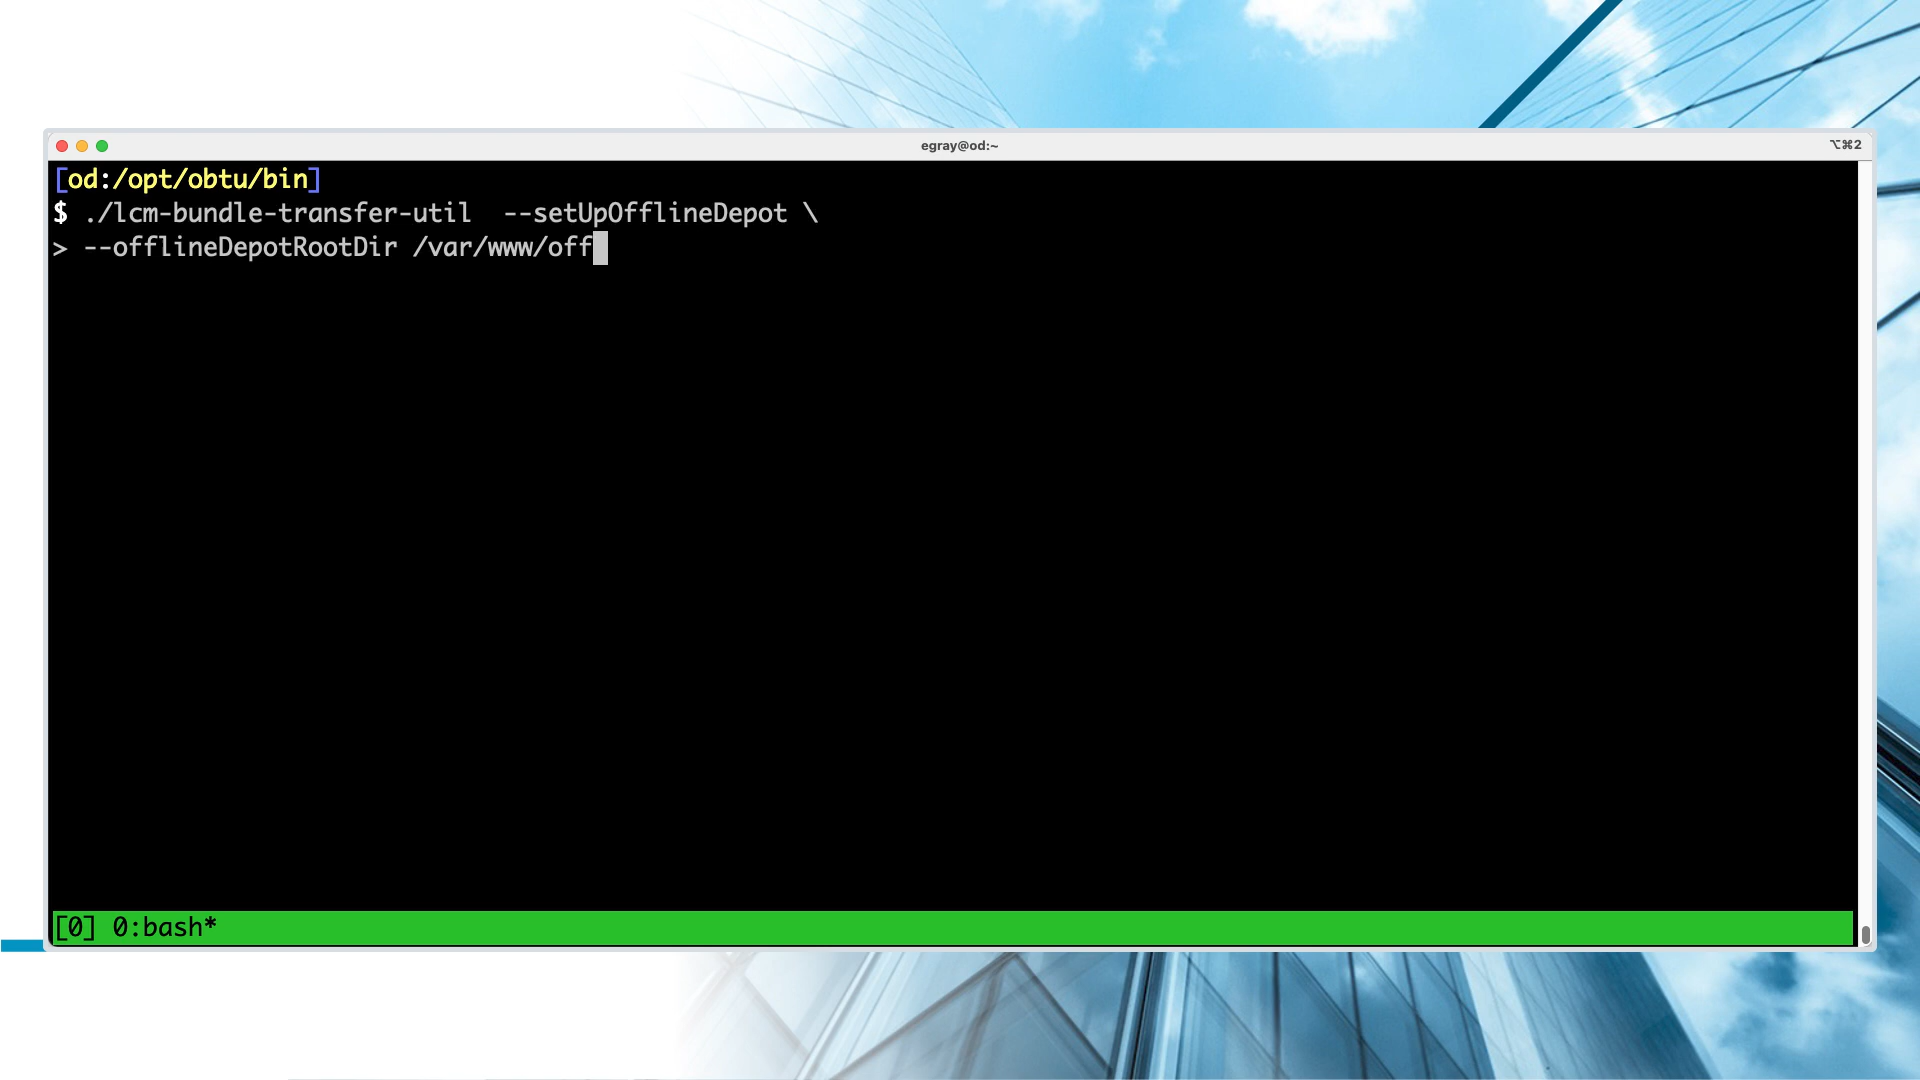 egray@od:~
⌥⌘2
[od:/opt/obtu/bin]
$ ./lcm-bundle-transfer-util  --setUpOfflineDepot \
> --offlineDepotRootDir /var/www/off
[0] 0:bash*